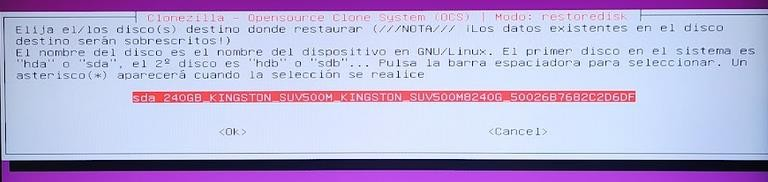 Clonezilla - Opensource Clone System (OCS) | Modo: restoredisk
Elija el/los disco(s) destino donde restaurar (///NOTA/// ¡Los datos existentes en el disco
destino serán sobrescritos!)
El nombre del disco es el nombre del dispositivo en GNU/Linux. El primer disco en el sistema es
"hda" o "sda", el 2º disco es "hdb" o "sdb"... Pulsa la barra espaciadora para seleccionar. Un
asterisco(*) aparecerá cuando la selección se realice
sda 240GB_KINGSTON_SUV500M_KINGSTON_SUV500M8240G_50026B7682C2D6DF
<Ok> <Cancel>